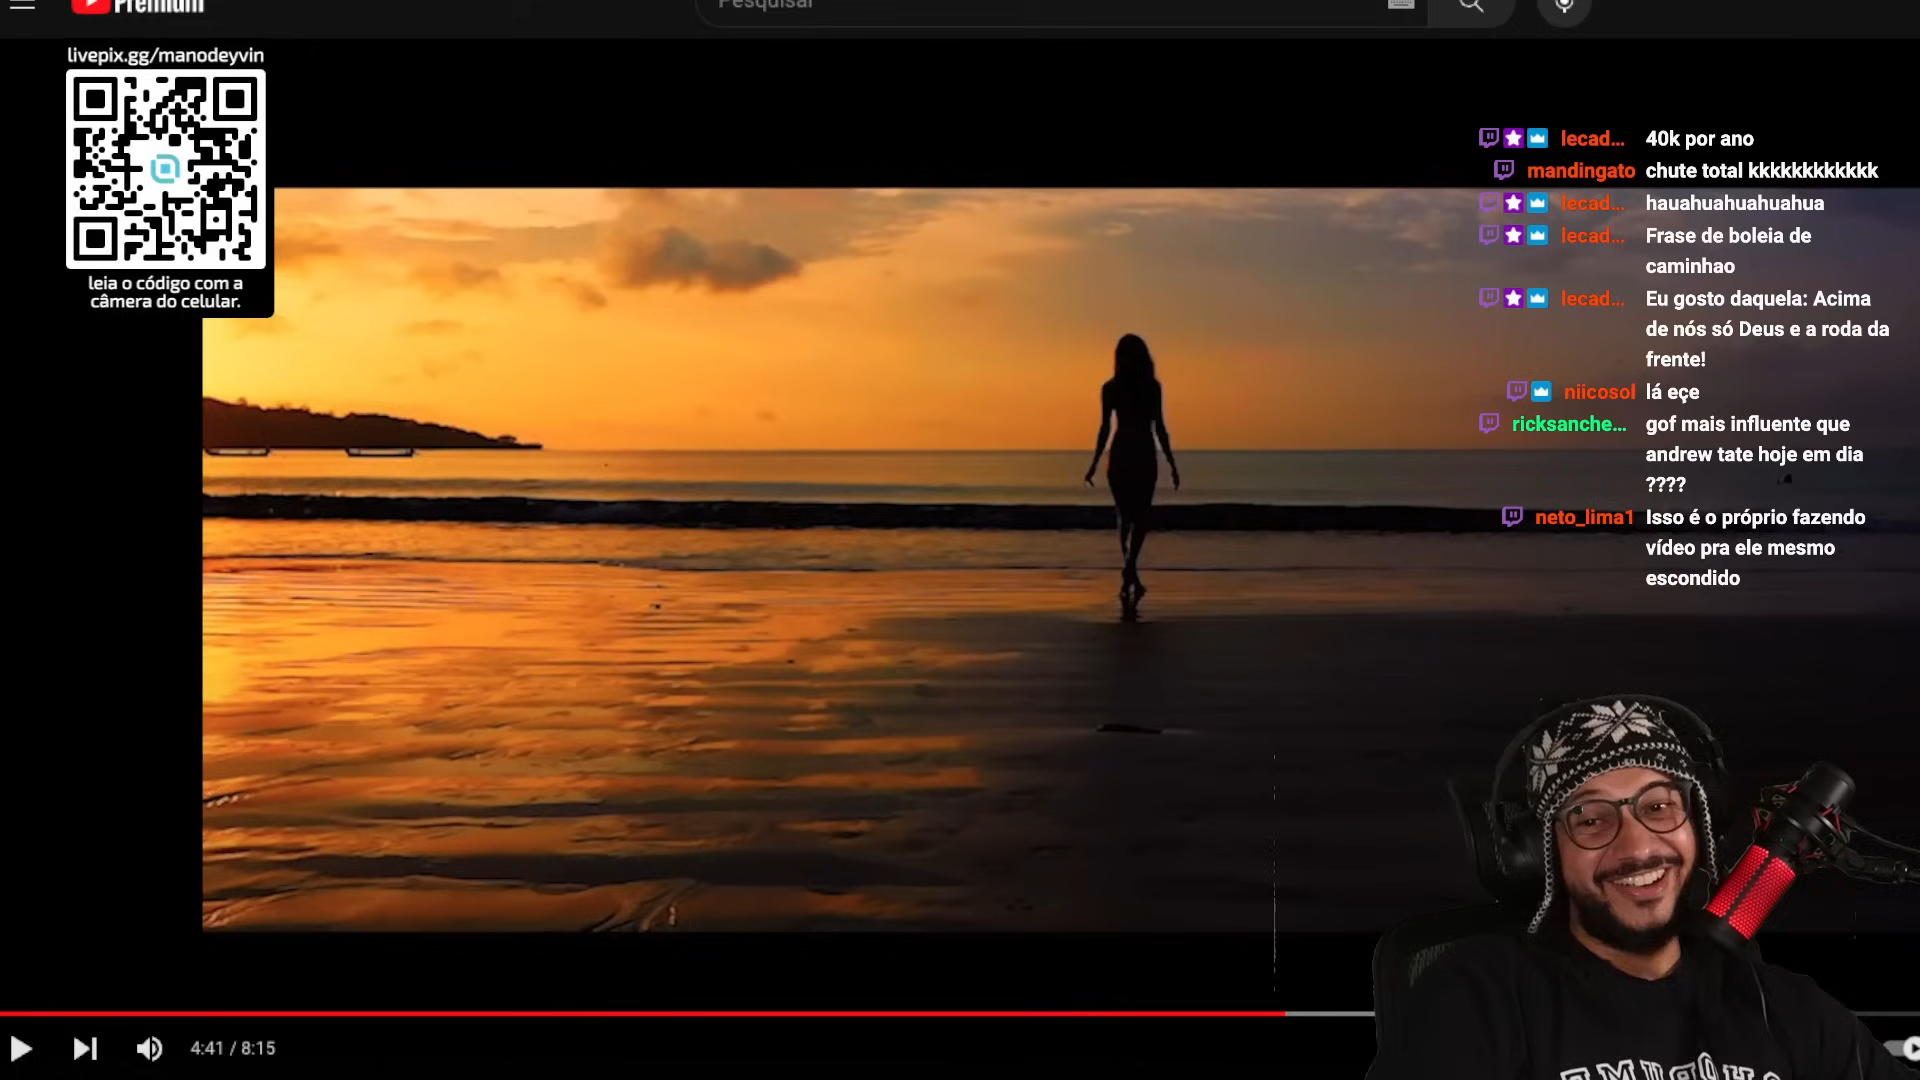 Premium
Pesquisar
livepix.gg/manodeyvin
leia o código com a
câmera do celular.
lecad... 40k por ano
mandingato chute total kkkkkkkkkkkk
lecad... hauahuahuahuahua
lecad... Frase de boleia de
caminhao
lecad... Eu gosto daquela: Acima
de nós só Deus e a roda da
frente!
niicosol lá eçe
ricksanche... gof mais influente que
andrew tate hoje em dia
????
neto_lima1 Isso é o próprio fazendo
vídeo pra ele mesmo
escondido
4:41 / 8:15